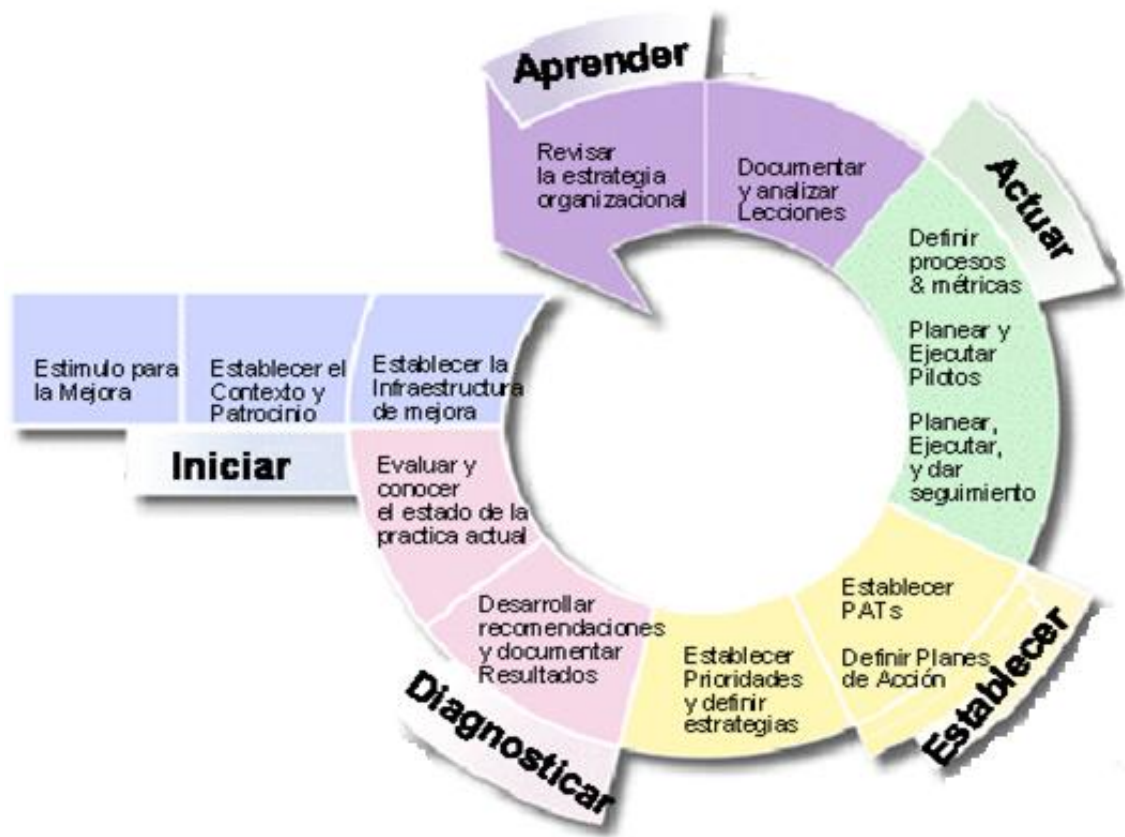 Aprender
Revisar
la estrategia
organizacional
Documentar
y analizar
Lecciones
Actuar
Definir
procesos
& métricas
Planear y
Ejecutar
Pilotos
Planear,
Ejecutar,
y dar
seguimiento
Estimulo para
la Mejora
Establecer el
Contexto y
Patrocinio
Establecer la
Infraestructura
de mejora
Iniciar
Evaluar y
conocer
el estado de la
practica actual
Desarrollar
recomendaciones
y documentar
Resultados
Diagnosticar
Establecer
Prioridades
y definir
estrategias
Establecer
PATs
Definir Planes
de Acción
Establecer